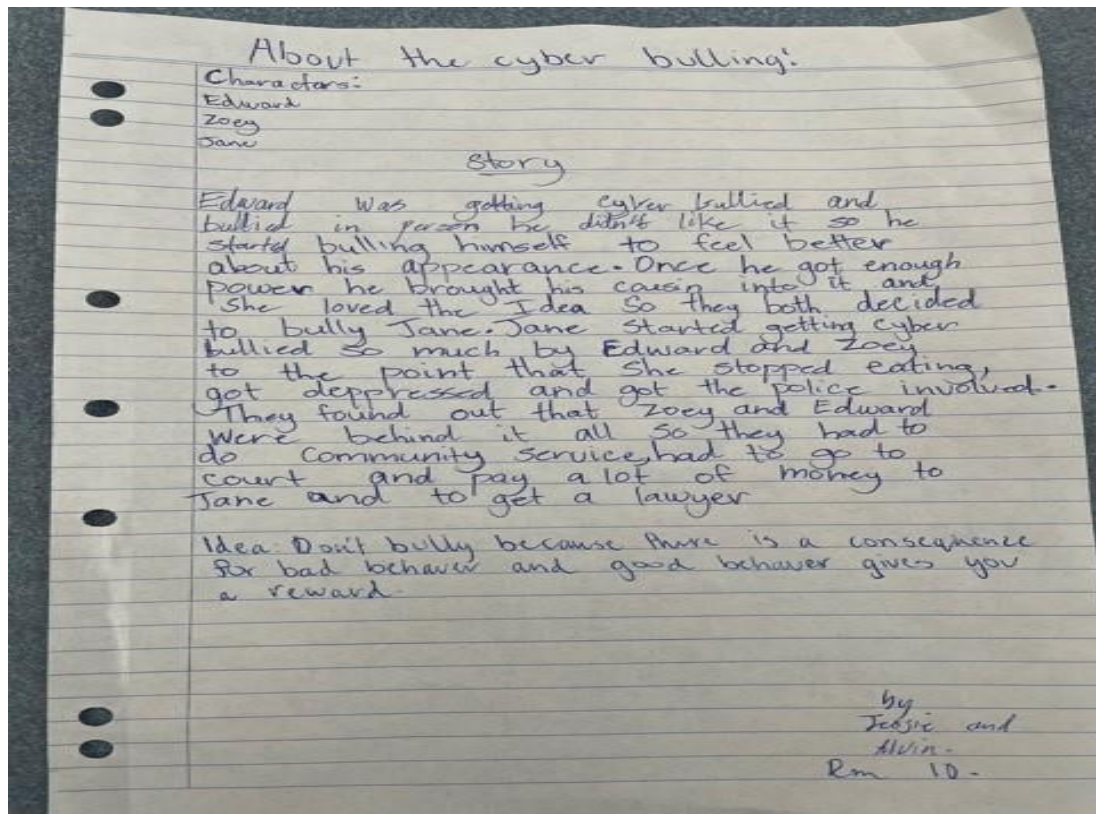 About the cyber bulling:
Charactars:
Edward
Zoey
Jane
Story
Edward was getting cyber bullied and
bullied in person he didn't like it so he
started bulling himself to feel better
about his appearance. Once he got enough
power he brought his causin into it and
She loved the Idea So they both decided
to bully Jane. Jane started getting cyber
bullied so much by Edward and Zoey
to the point that She stopped eating,
got deppressed and got the police involved.
They found out that Zoey and Edward
were behind it all so they had to
do Community Service, had to go to
court and pay a lot of money to
Jane and to get a lawyer
Idea: Don't bully because there is a consequence
for bad behaver and good behaver gives you
a reward.
by
and
Alvin.
Rm 10.